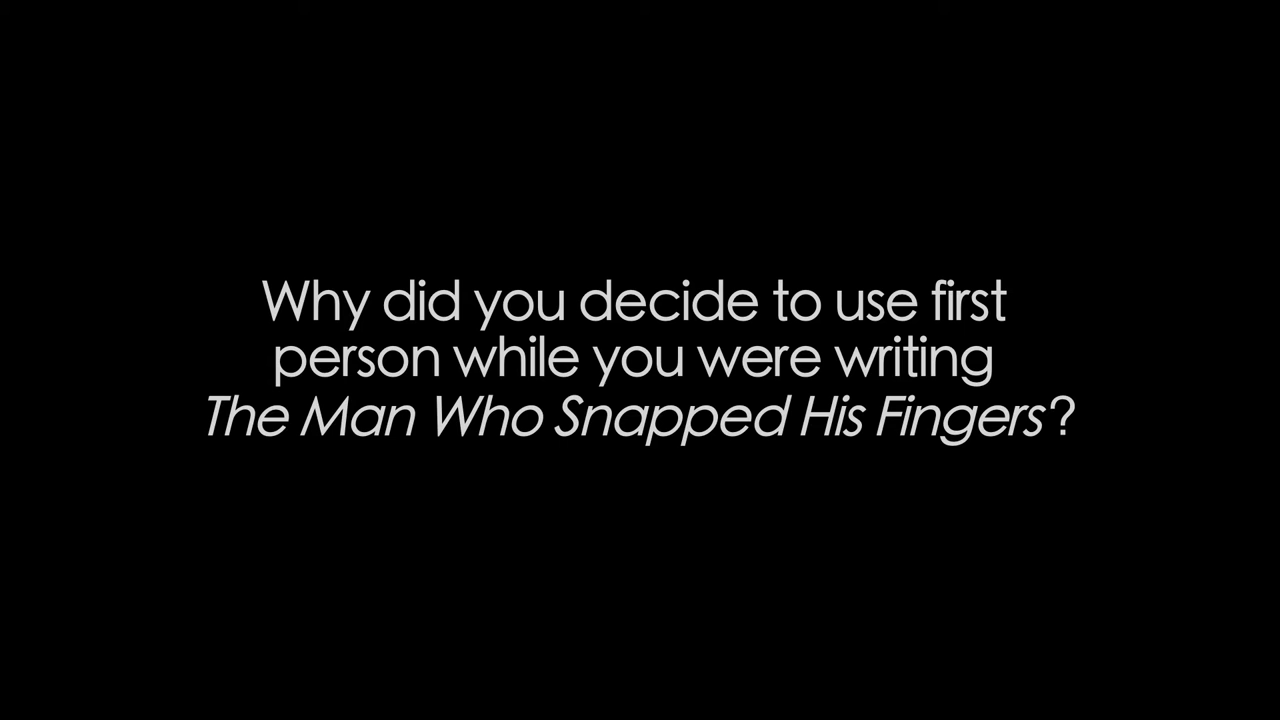 Why did you decide to use first
person while you were writing
The Man Who Snapped His Fingers?